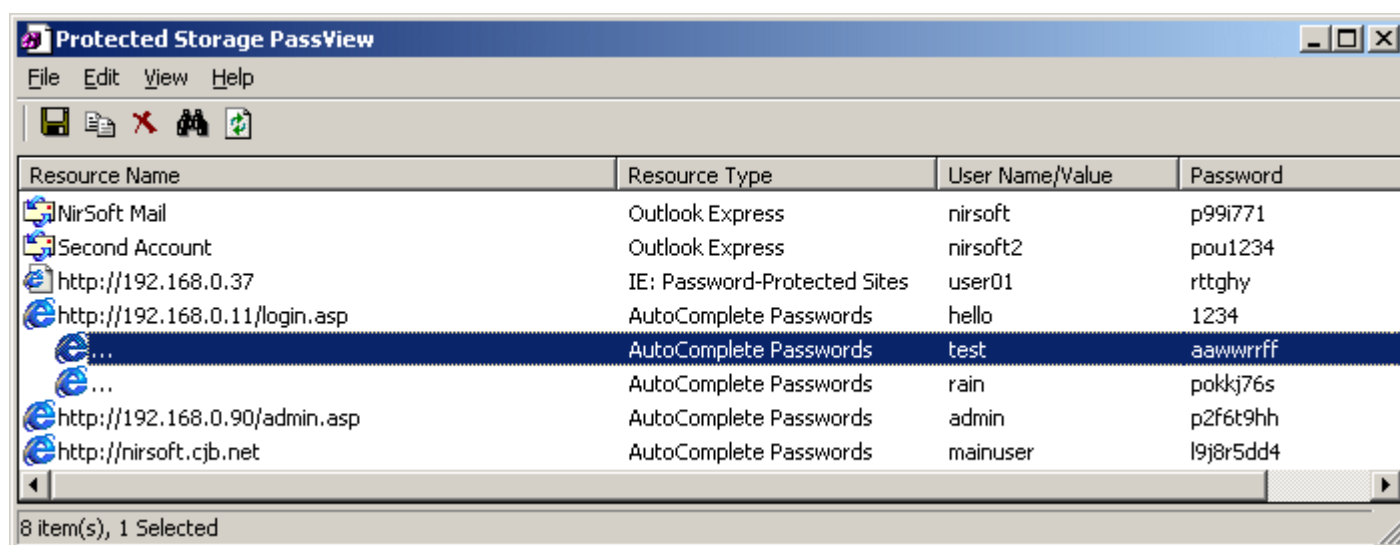 Protected Storage PassView
File Edit View Help
Resource Name Resource Type User Name/Value Password
NirSoft Mail Outlook Express nirsoft p99i771
Second Account Outlook Express nirsoft2 pou1234
http://192.168.0.37 IE: Password-Protected Sites user01 rttghy
http://192.168.0.11/login.asp AutoComplete Passwords hello 1234
... AutoComplete Passwords test aawwrrff
... AutoComplete Passwords rain pokkj76s
http://192.168.0.90/admin.asp AutoComplete Passwords admin p2f6t9hh
http://nirsoft.cjb.net AutoComplete Passwords mainuser l9j8r5dd4
8 item(s), 1 Selected